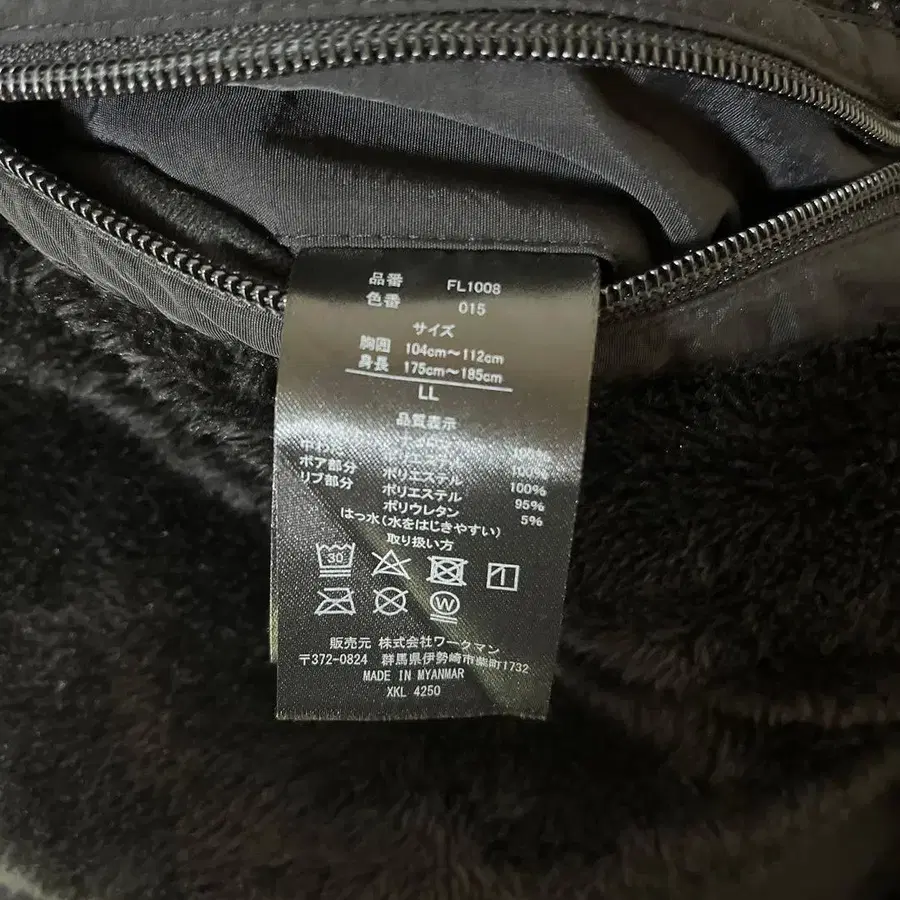 品番 FL1008
色番 015
サイズ
胸囲 104cm～112cm
身長 175cm～185cm
LL
品質表示
100%
ポリエステル 100%
ボア部分 ポリエステル 100%
リブ部分 ポリエステル 95%
ポリウレタン 5%
はっ水(水をはじきやすい)
取り扱い方
30
W
販売元 株式会社ワークマン
〒372-0824 群馬県伊勢崎市柴町1732
MADE IN MYANMAR
XKL 4250